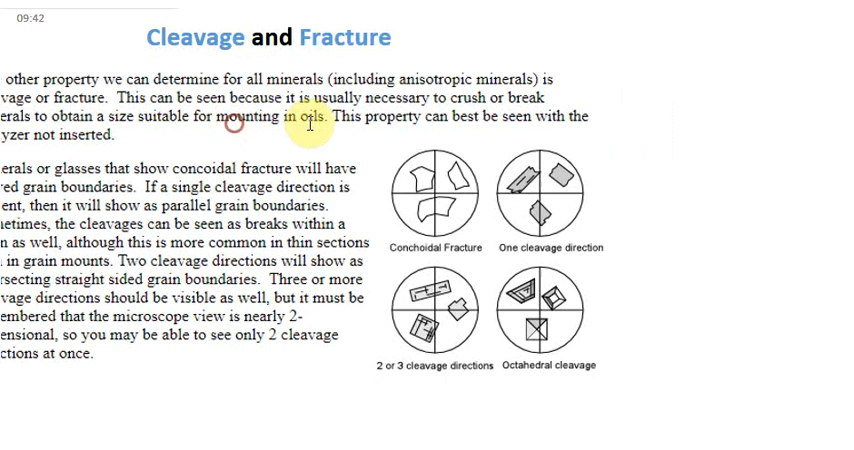 09:42
Cleavage and Fracture
other property we can determine for all minerals (including anisotropic minerals) is
vage or fracture. This can be seen because it is usually necessary to crush or break
erals to obtain a size suitable for mounting in oils. This property can best be seen with the
yzer not inserted.
erals or glasses that show concoidal fracture will have
red grain boundaries. If a single cleavage direction is
ent, then it will show as parallel grain boundaries.
netimes, the cleavages can be seen as breaks within a
n as well, although this is more common in thin sections
in grain mounts. Two cleavage directions will show as
rsecting straight sided grain boundaries. Three or more
vage directions should be visible as well, but it must be
embered that the microscope view is nearly 2-
ensional, so you may be able to see only 2 cleavage
ctions at once.
Conchoidal Fracture
One cleavage direction
2 or 3 cleavage directions
Octahedral cleavage